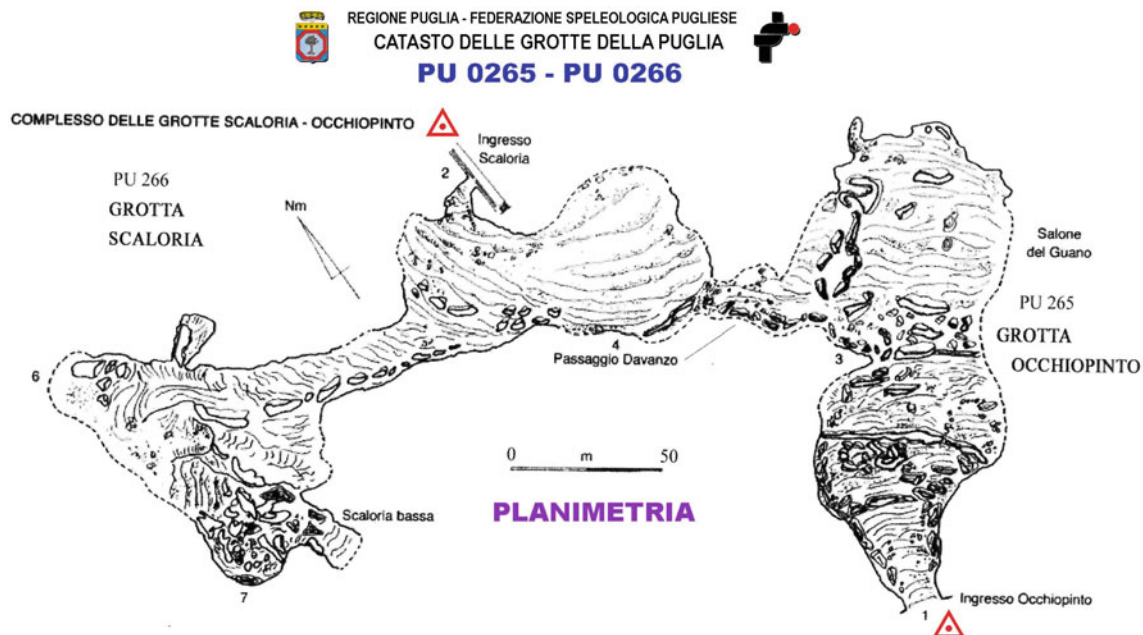 REGIONE PUGLIA - FEDERAZIONE SPELEOLOGICA PUGLIESE
CATASTO DELLE GROTTE DELLA PUGLIA
PU 0265 - PU 0266
COMPLESSO DELLE GROTTE SCALORIA - OCCHIOPINTO
Ingresso
Scaloria
2
PU 266
GROTTA
SCALORIA
Nm
Salone
del Guano
PU 265
GROTTA
OCCHIOPINTO
4
Passaggio Davanzo
3
6
0 m 50
PLANIMETRIA
Scaloria bassa
7
1
Ingresso Occhiopinto